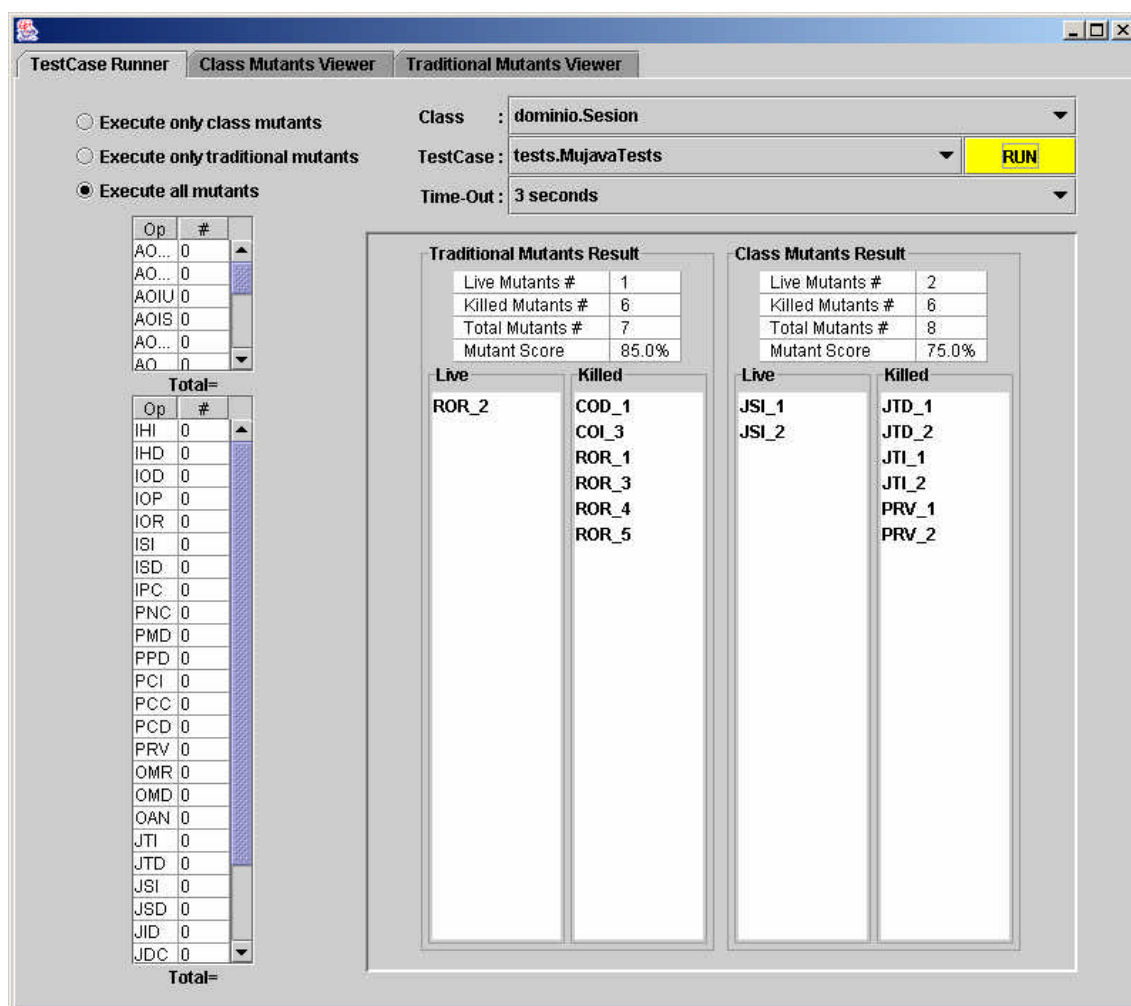 TestCase Runner Class Mutants Viewer Traditional Mutants Viewer
Execute only class mutants
Execute only traditional mutants
Execute all mutants
Class : dominio.Sesion
TestCase : tests.MujavaTests RUN
Time-Out : 3 seconds
Op #
AO... 0
AO... 0
AOIU 0
AOIS 0
AO... 0
AO 0
Total=
Op #
IHI 0
IHD 0
IOD 0
IOP 0
IOR 0
ISI 0
ISD 0
IPC 0
PNC 0
PMD 0
PPD 0
PCI 0
PCC 0
PCD 0
PRV 0
OMR 0
OMD 0
OAN 0
JTI 0
JTD 0
JSI 0
JSD 0
JID 0
JDC 0
Total=
Traditional Mutants Result
Live Mutants # 1
Killed Mutants # 6
Total Mutants # 7
Mutant Score 85.0%
Live
ROR_2
Killed
COD_1
COI_3
ROR_1
ROR_3
ROR_4
ROR_5
Class Mutants Result
Live Mutants # 2
Killed Mutants # 6
Total Mutants # 8
Mutant Score 75.0%
Live
JSI_1
JSI_2
Killed
JTD_1
JTD_2
JTI_1
JTI_2
PRV_1
PRV_2